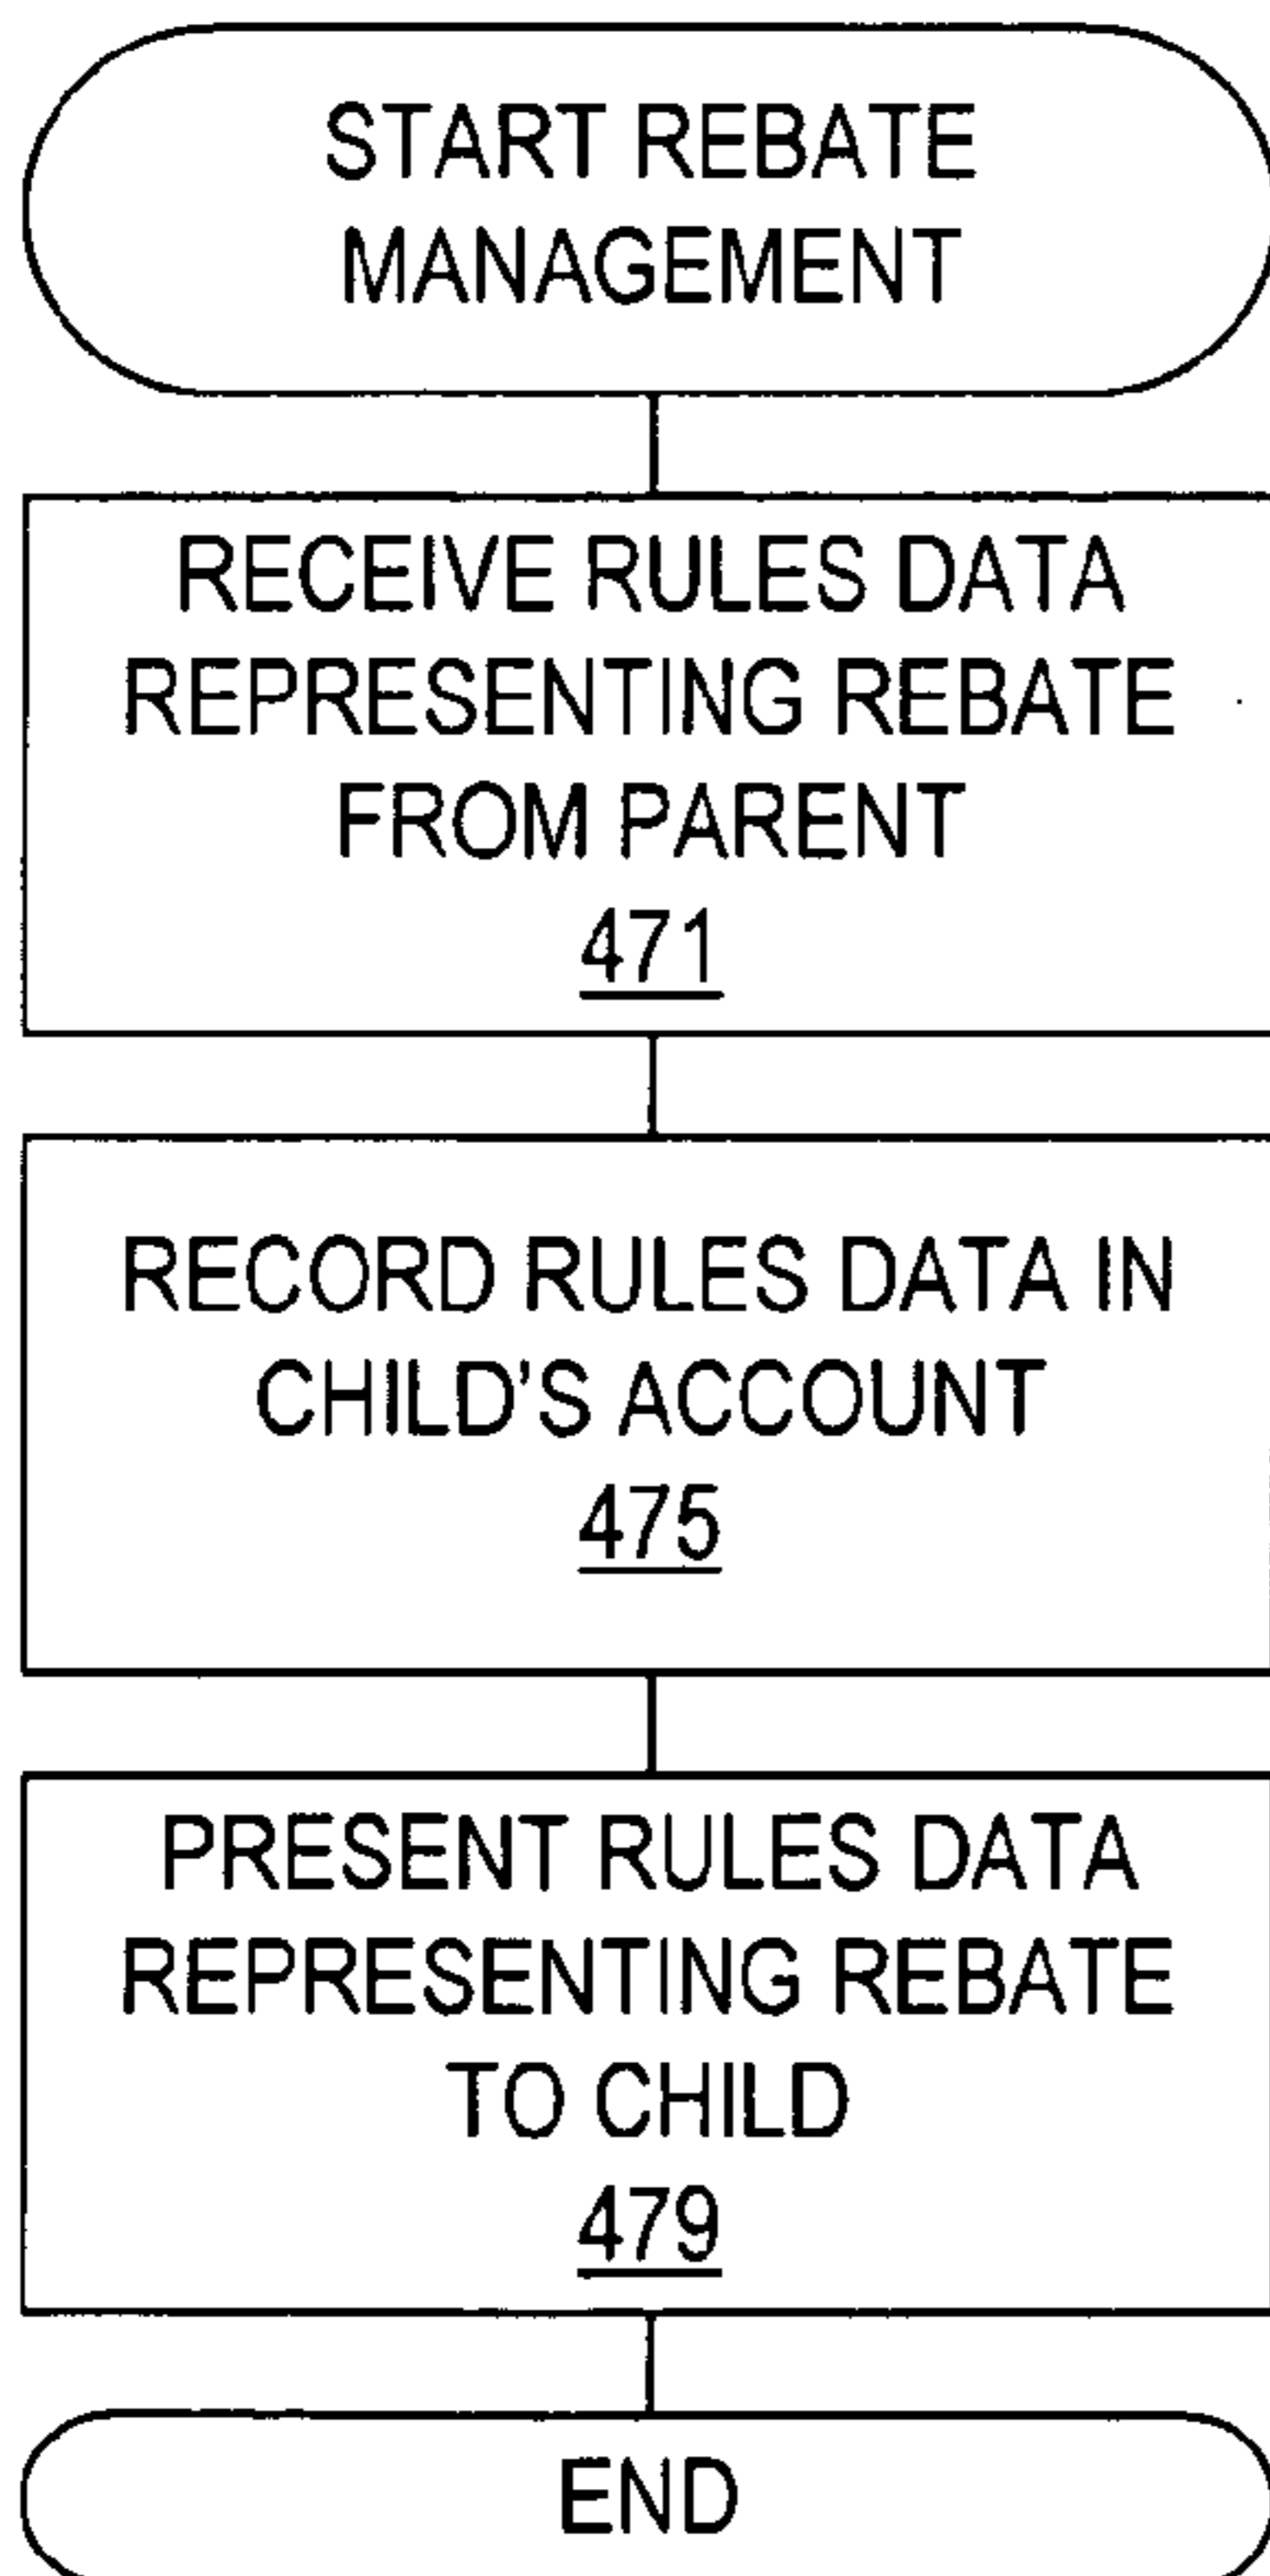 START REBATE
MANAGEMENT
RECEIVE RULES DATA
REPRESENTING REBATE
FROM PARENT
471
RECORD RULES DATA IN
CHILD'S ACCOUNT
475
PRESENT RULES DATA
REPRESENTING REBATE
TO CHILD
479
END